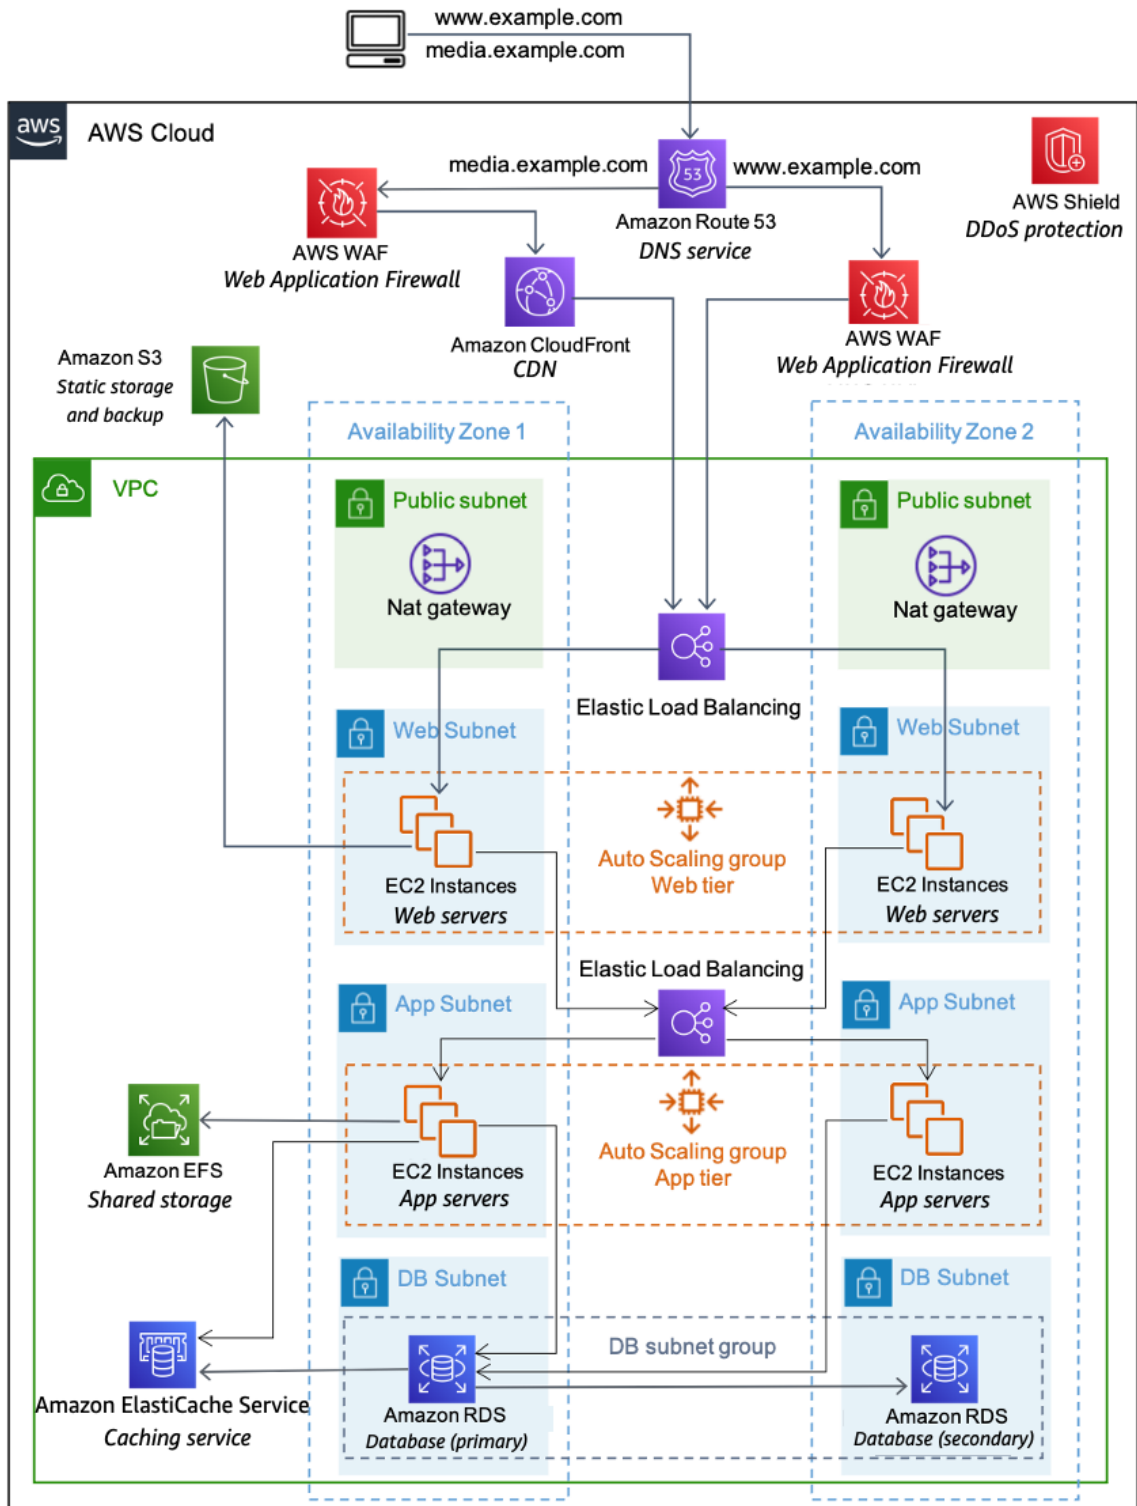 www.example.com
media.example.com
aws
AWS Cloud
media.example.com
53
www.example.com
Amazon Route 53
DNS service
AWS Shield
DDoS protection
AWS WAF
Web Application Firewall
Amazon CloudFront
CDN
AWS WAF
Web Application Firewall
Amazon S3
Static storage
and backup
Availability Zone 1
Availability Zone 2
VPC
Public subnet
Nat gateway
Public subnet
Nat gateway
Elastic Load Balancing
Web Subnet
Web Subnet
EC2 Instances
Web servers
Auto Scaling group
Web tier
EC2 Instances
Web servers
Elastic Load Balancing
App Subnet
App Subnet
Amazon EFS
Shared storage
EC2 Instances
App servers
Auto Scaling group
App tier
EC2 Instances
App servers
DB Subnet
DB Subnet
DB subnet group
Amazon ElastiCache Service
Caching service
Amazon RDS
Database (primary)
Amazon RDS
Database (secondary)